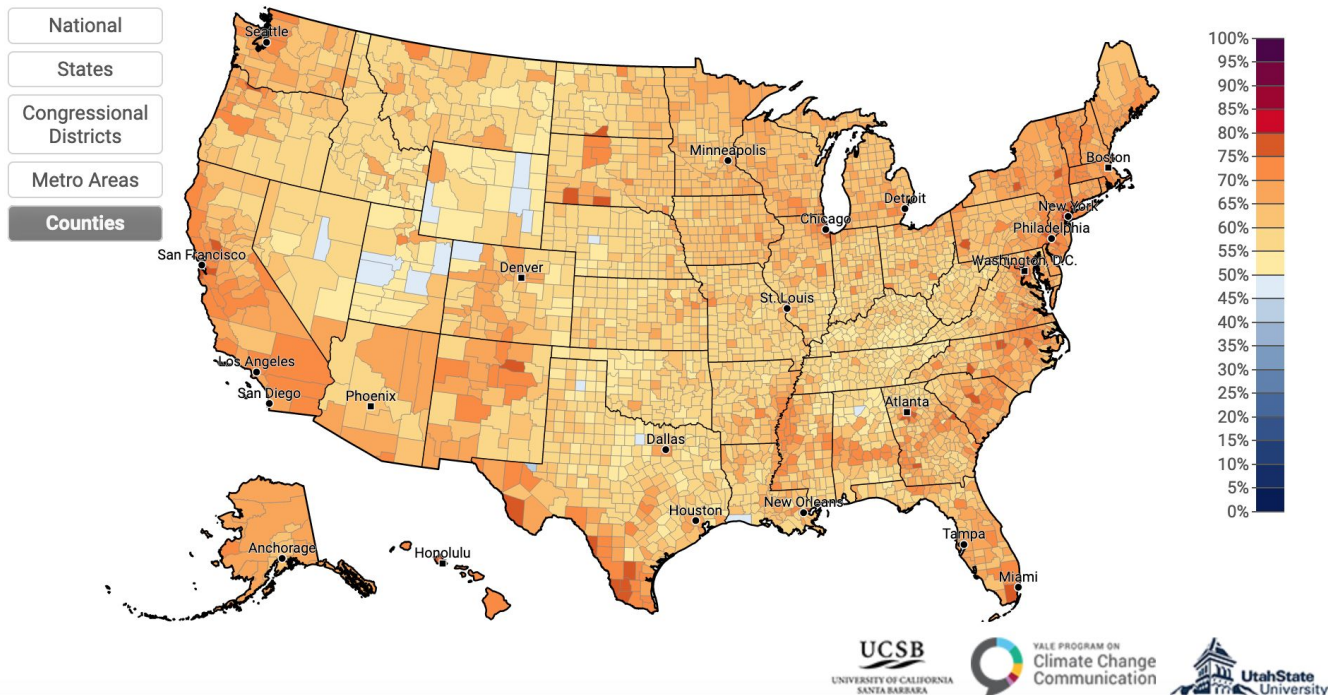 National
States
Congressional
Districts
Metro Areas
Counties
Seattle
Minneapolis
Boston
Detroit
Chicago
New York
Philadelphia
San Francisco
Denver
Washington, D.C.
St. Louis
Los Angeles
San Diego
Phoenix
Atlanta
Dallas
New Orleans
Houston
Tampa
Anchorage
Honolulu
Miami
100%
95%
90%
85%
80%
75%
70%
65%
60%
55%
50%
45%
40%
35%
30%
25%
20%
15%
10%
5%
0%
UCSB
UNIVERSITY OF CALIFORNIA
SANTA BARBARA
YALE PROGRAM ON
Climate Change
Communication
UtahState
University